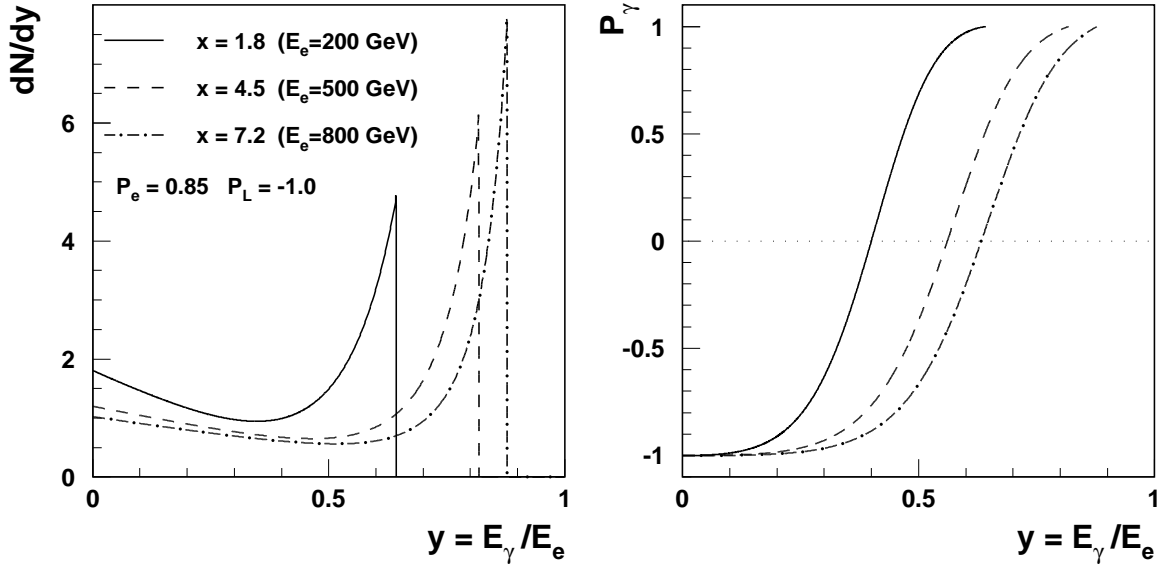 dN/dy
x = 1.8 (E_e=200 GeV)
x = 4.5 (E_e=500 GeV)
x = 7.2 (E_e=800 GeV)
P_e = 0.85 P_L = -1.0
6
4
2
0
0 0.5 1
y = E_γ/E_e
P_γ
1
0.5
0
-0.5
-1
0 0.5 1
y = E_γ/E_e